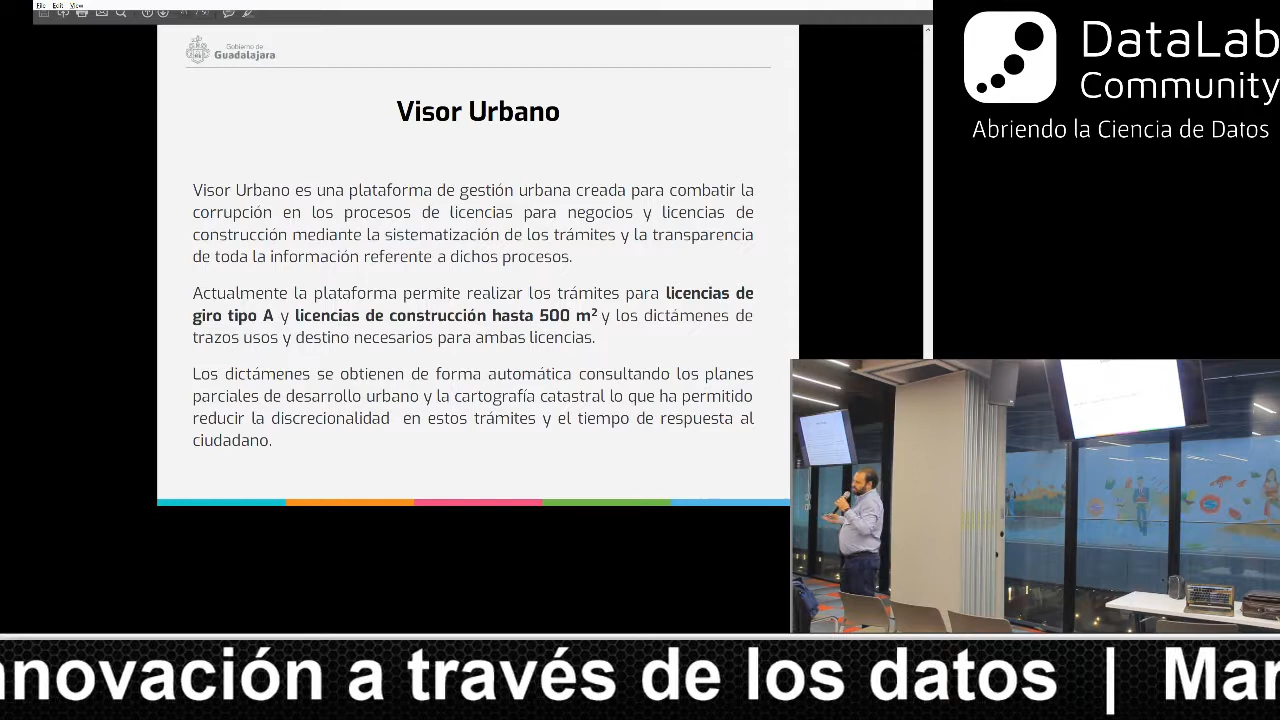 File Edit View
Gobierno de
Guadalajara
Visor Urbano
Visor Urbano es una plataforma de gestión urbana creada para combatir la
corrupción en los procesos de licencias para negocios y licencias de
construcción mediante la sistematización de los trámites y la transparencia
de toda la información referente a dichos procesos.
Actualmente la plataforma permite realizar los trámites para licencias de
giro tipo A y licencias de construcción hasta 500 m² y los dictámenes de
trazos usos y destino necesarios para ambas licencias.
Los dictámenes se obtienen de forma automática consultando los planes
parciales de desarrollo urbano y la cartografía catastral lo que ha permitido
reducir la discrecionalidad en estos trámites y el tiempo de respuesta al
ciudadano.
DataLab
Community
Abriendo la Ciencia de Datos
nnovación a través de los datos | Mar